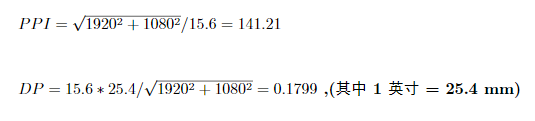 PPI = √(1920² + 1080²)/15.6 = 141.21
DP = 15.6 * 25.4/√(1920² + 1080²) = 0.1799 ,(其中 1 英寸 = 25.4 mm)